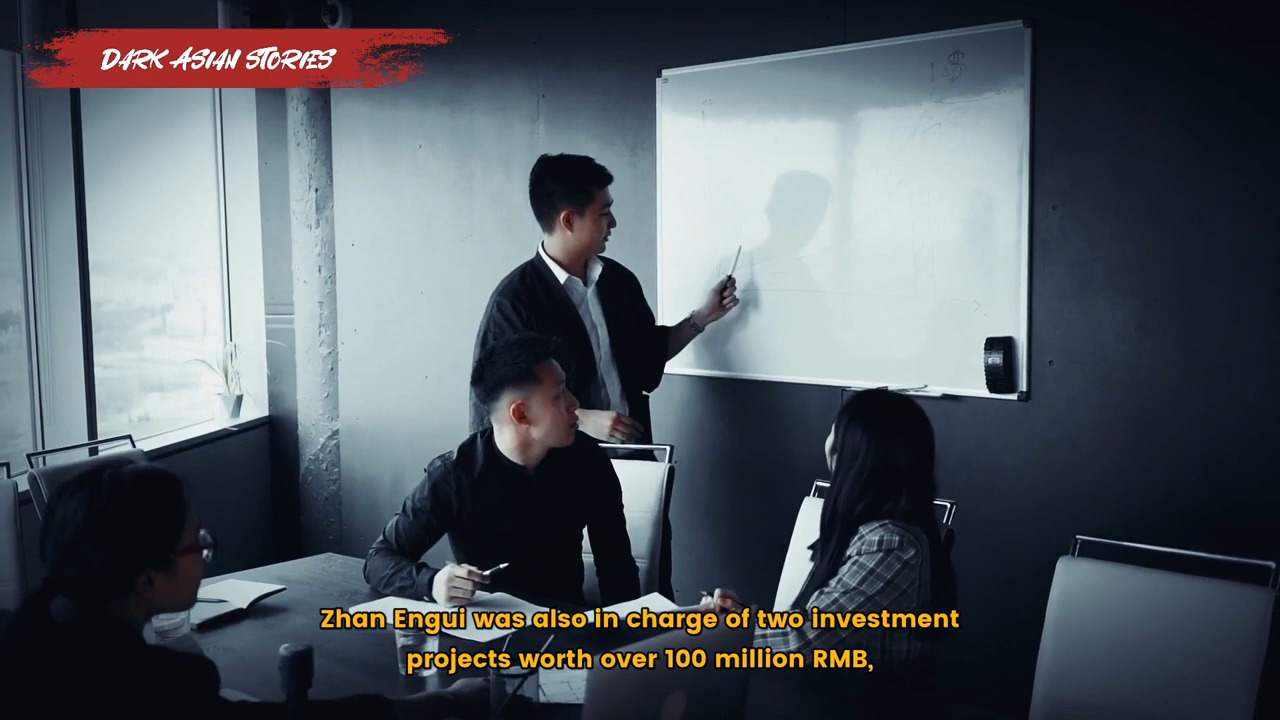 DARK ASIAN STORIES
Zhan Engui was also in charge of two investment
projects worth over 100 million RMB,